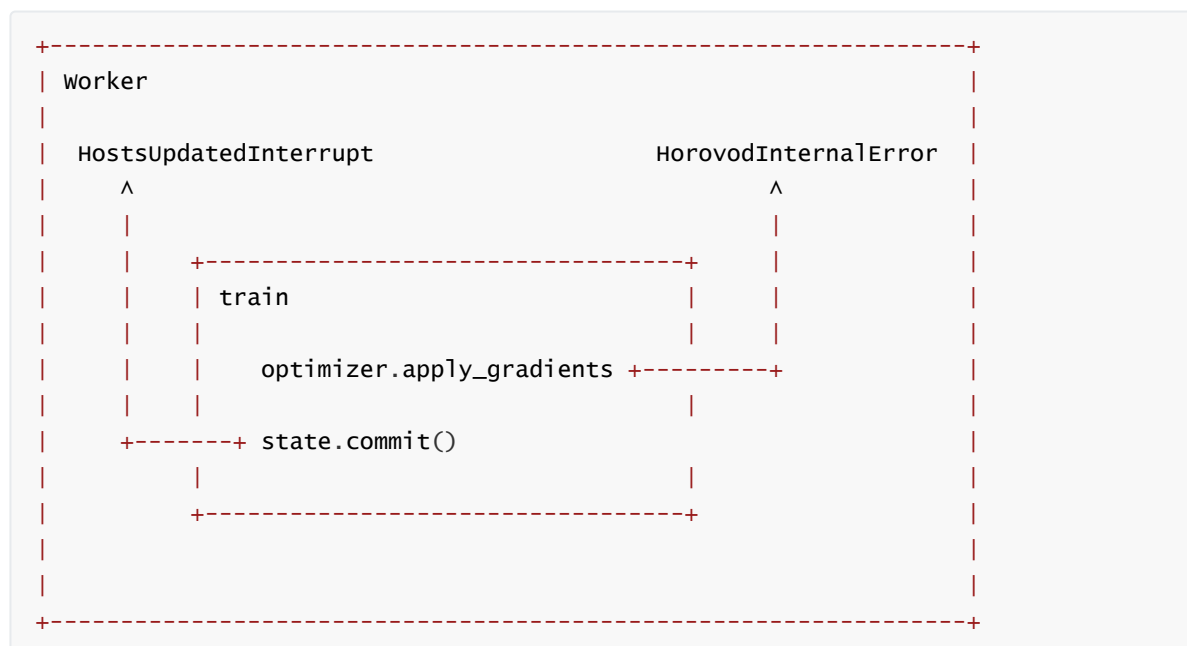 +-----------------------------------------------------------------+
| Worker                                                          |
|                                                                 |
|  HostsUpdatedInterrupt                    HorovodInternalError  |
|     ^                                             ^             |
|     |                                             |             |
|     |    +----------------------------------+     |             |
|     |    | train                            |     |             |
|     |    |                                  |     |             |
|     |    |    optimizer.apply_gradients +---------+             |
|     |    |                                  |                   |
|     +-------+ state.commit()                                    |
|          |                                  |                   |
|          +----------------------------------+                   |
|                                                                 |
|                                                                 |
+-----------------------------------------------------------------+